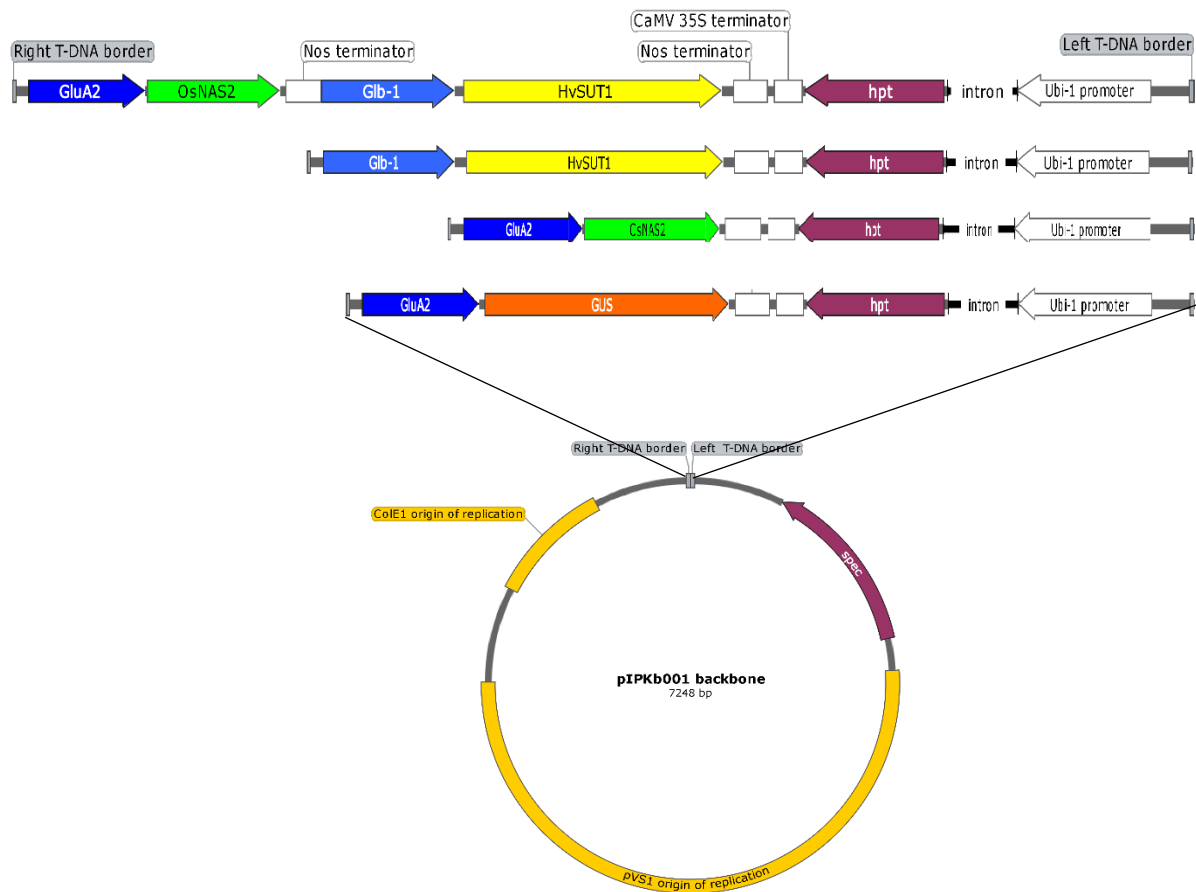 CaMV 35S terminator
Right T-DNA border
Nos terminator
Nos terminator
Left T-DNA border
GluA2
OsNAS2
Glb-1
HvSUT1
hpt
intron
Ubi-1 promoter
Glb-1
HvSUT1
hpt
intron
Ubi-1 promoter
GluA2
CsNAS2
hpt
intron
Ubi-1 promoter
GluA2
GUS
hpt
intron
Ubi-1 promoter
Right T-DNA border
Left T-DNA border
ColE1 origin of replication
spec
pIPKb001 backbone
7248 bp
pVS1 origin of replication